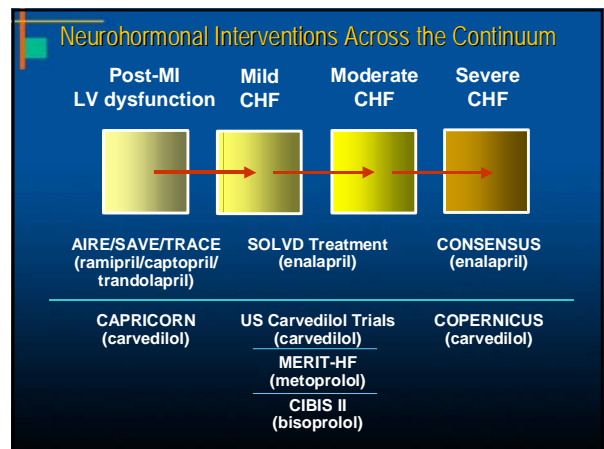 Neurohormonal Interventions Across the Continuum
Post-MI
LV dysfunction
Mild
CHF
Moderate
CHF
Severe
CHF
AIRE/SAVE/TRACE
(ramipril/captopril/
trandolapril)
SOLVD Treatment
(enalapril)
CONSENSUS
(enalapril)
CAPRICORN
(carvedilol)
US Carvedilol Trials
(carvedilol)
MERIT-HF
(metoprolol)
CIBIS II
(bisoprolol)
COPERNICUS
(carvedilol)